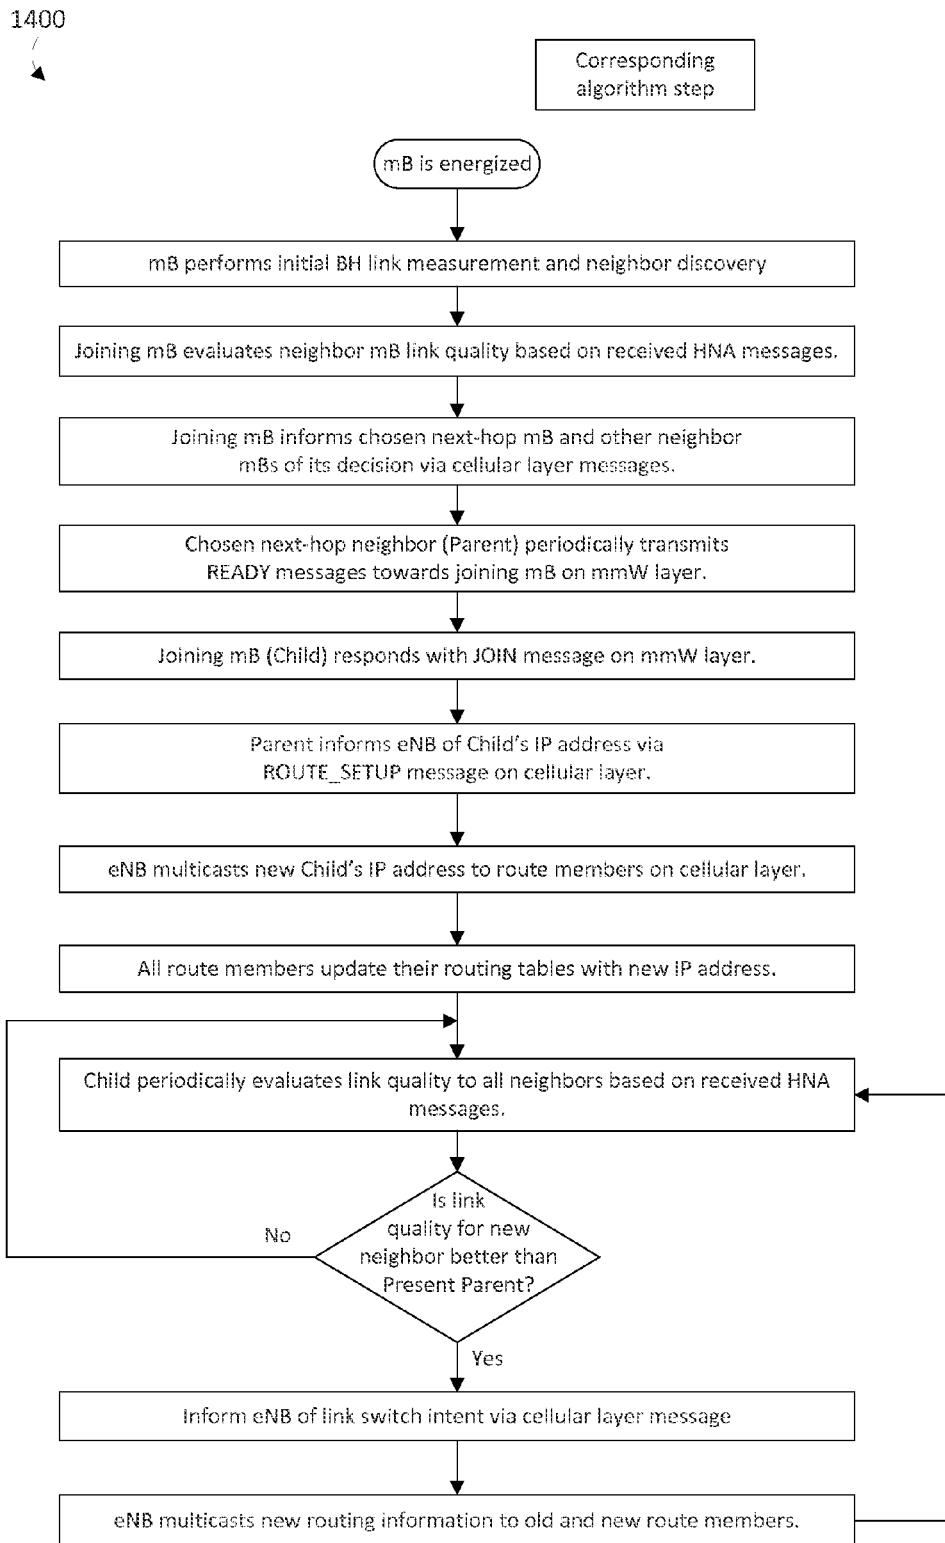 1400
Corresponding
algorithm step
mB is energized
mB performs initial BH link measurement and neighbor discovery
Joining mB evaluates neighbor mB link quality based on received HNA messages.
Joining mB informs chosen next-hop mB and other neighbor
mBs of its decision via cellular layer messages.
Chosen next-hop neighbor (Parent) periodically transmits
READY messages towards joining mB on mmW layer.
Joining mB (Child) responds with JOIN message on mmW layer.
Parent informs eNB of Child's IP address via
ROUTE_SETUP message on cellular layer.
eNB multicasts new Child's IP address to route members on cellular layer.
All route members update their routing tables with new IP address.
Child periodically evaluates link quality to all neighbors based on received HNA
messages.
Is link
quality for new
neighbor better than
Present Parent?
No
Yes
Inform eNB of link switch intent via cellular layer message
eNB multicasts new routing information to old and new route members.